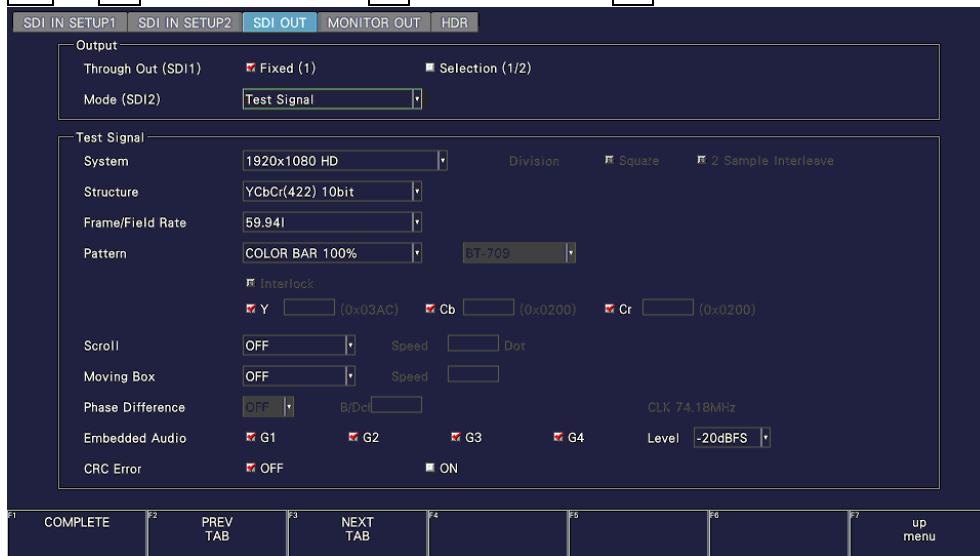 SDI IN SETUP1 SDI IN SETUP2 SDI OUT MONITOR OUT HDR
Output
Through Out (SDI1) Fixed (1) Selection (1/2)
Mode (SDI2) Test Signal
Test Signal
System 1920x1080 HD Division Square 2 Sample Interleave
Structure YCbCr(422) 10bit
Frame/Field Rate 59.94I
Pattern COLOR BAR 100% BT-709
Interlock
Y (0x03AC) Cb (0x0200) Cr (0x0200)
Scroll OFF Speed Dot
Moving Box OFF Speed
Phase Difference OFF B/Dcl CLK 74.18MHz
Embedded Audio G1 G2 G3 G4 Level -20dBFS
CRC Error OFF ON
F1 COMPLETE F2 PREV TAB F3 NEXT TAB F4 F5 F6 F7 up menu